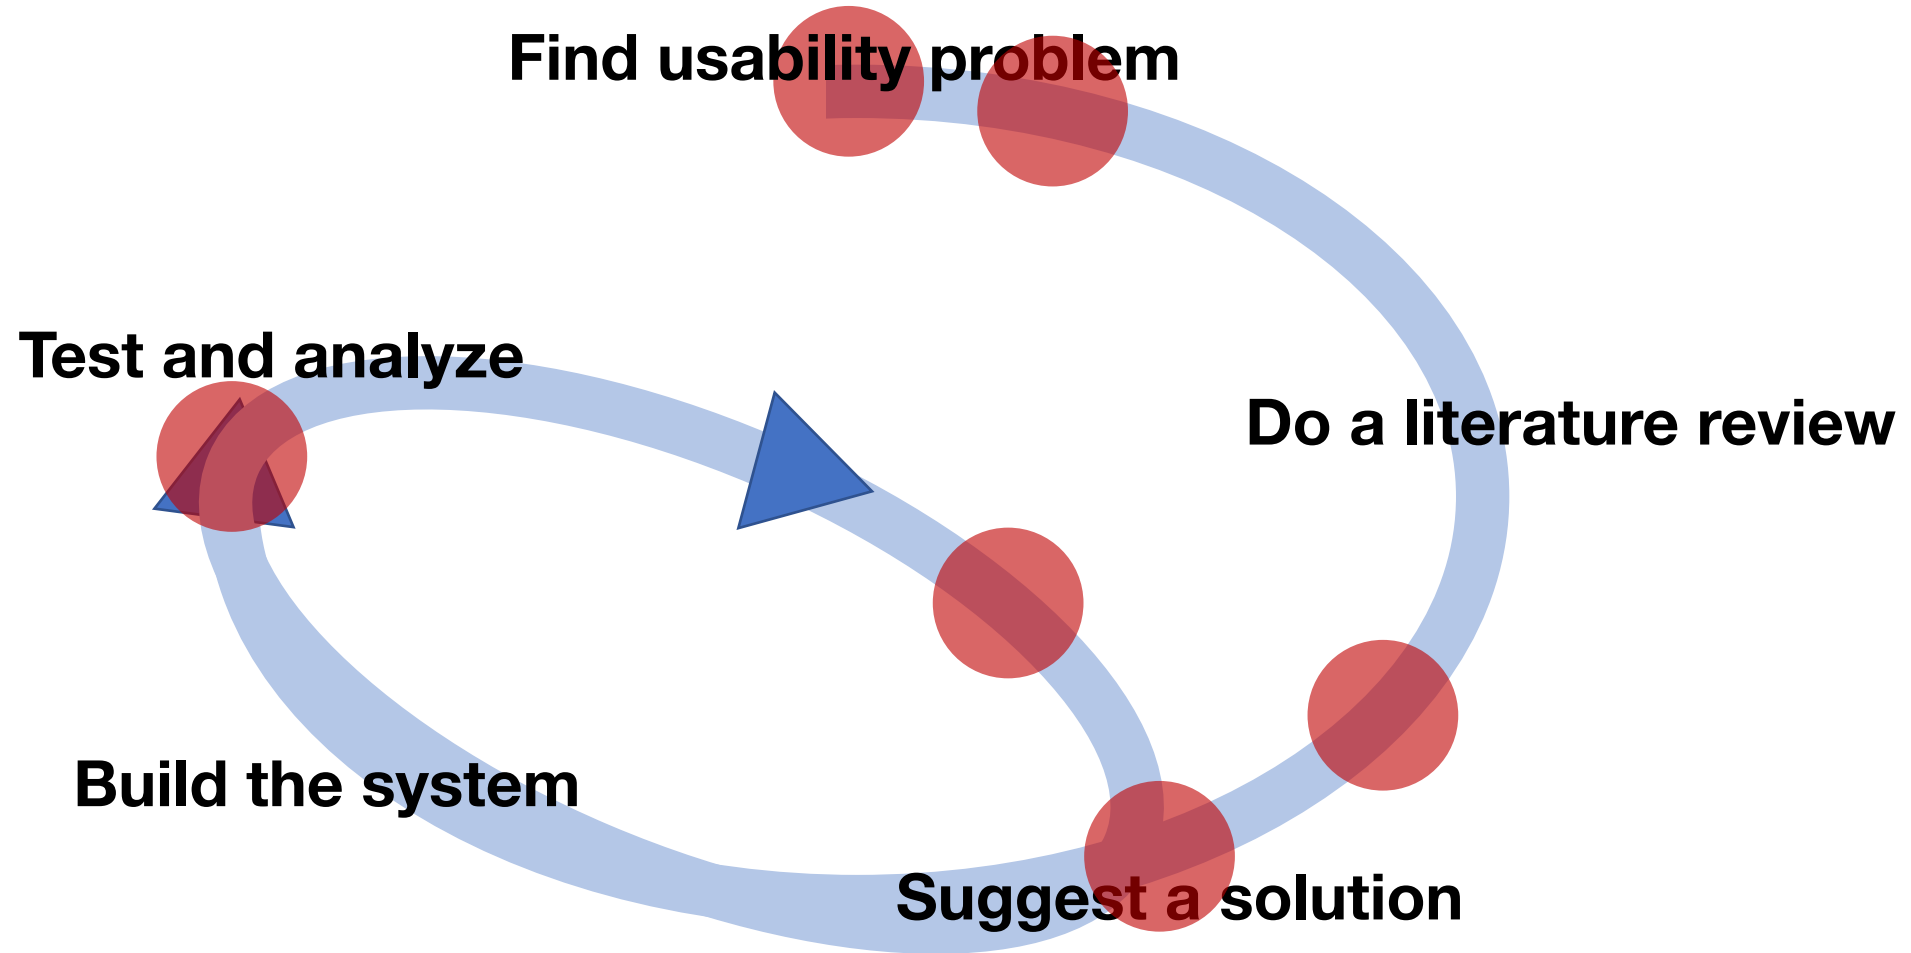 Find usability problem
Test and analyze
Do a literature review
Build the system
Suggest a solution